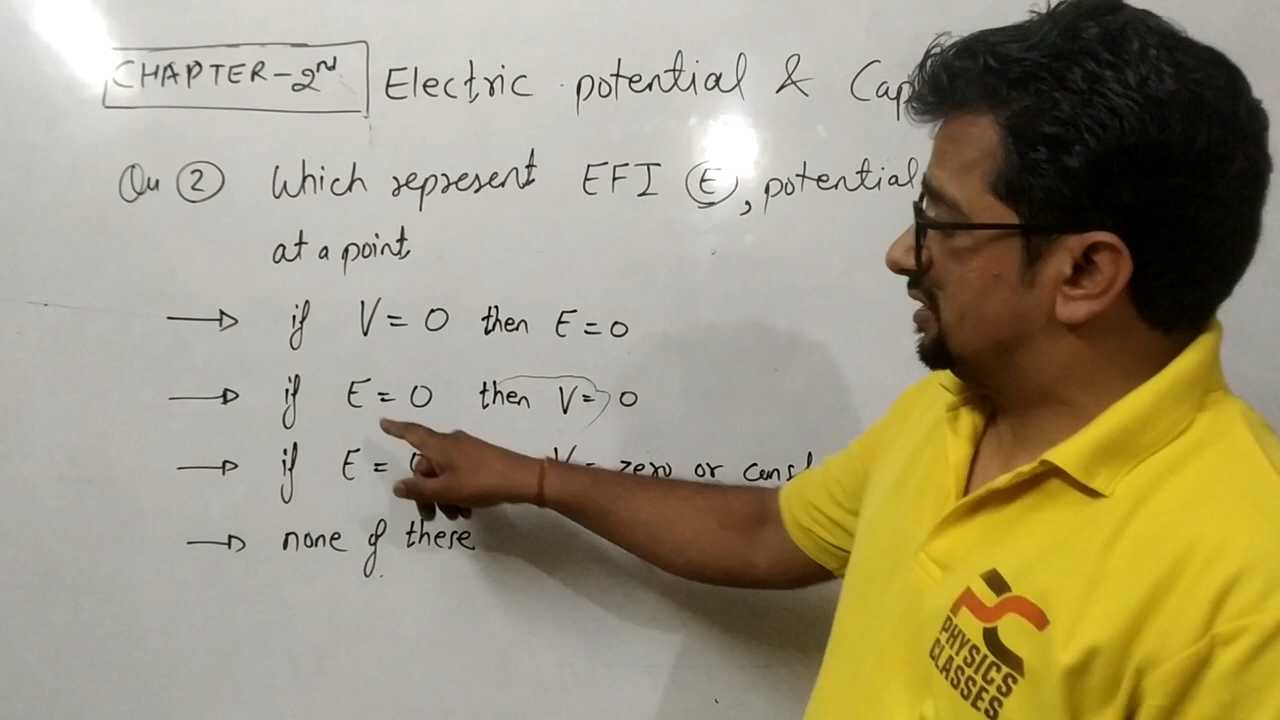 CHAPTER-2nd Electric potential & Cap
Qu 2 Which represent EFI (E), potential
at a point
→ if V = 0 then E = 0
→ if E = 0 then V = 0
→ if E = 0 V = zero or const
→ none of these
PHYSICS
CLASSES